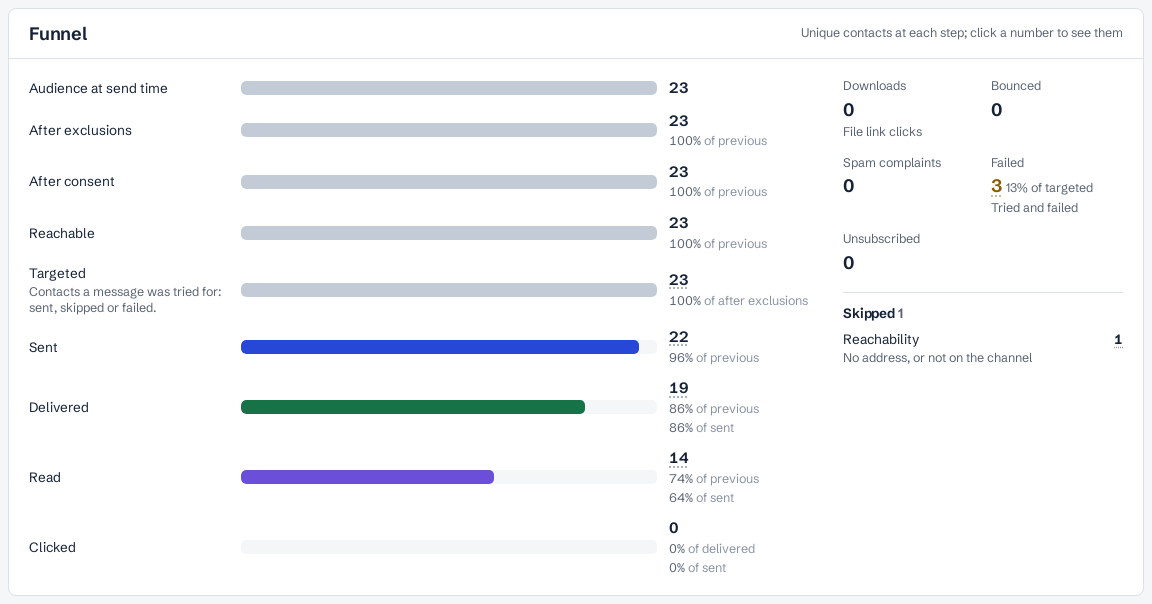 Funnel
Unique contacts at each step; click a number to see them
Audience at send time
23
After exclusions
23
100% of previous
After consent
23
100% of previous
Reachable
23
100% of previous
Targeted
Contacts a message was tried for:
sent, skipped or failed.
23
100% of after exclusions
Sent
22
96% of previous
Delivered
19
86% of previous
86% of sent
Read
14
74% of previous
64% of sent
Clicked
0
0% of delivered
0% of sent
Downloads
0
File link clicks
Bounced
0
Spam complaints
0
Failed
3 13% of targeted
Tried and failed
Unsubscribed
0
Skipped 1
Reachability 1
No address, or not on the channel